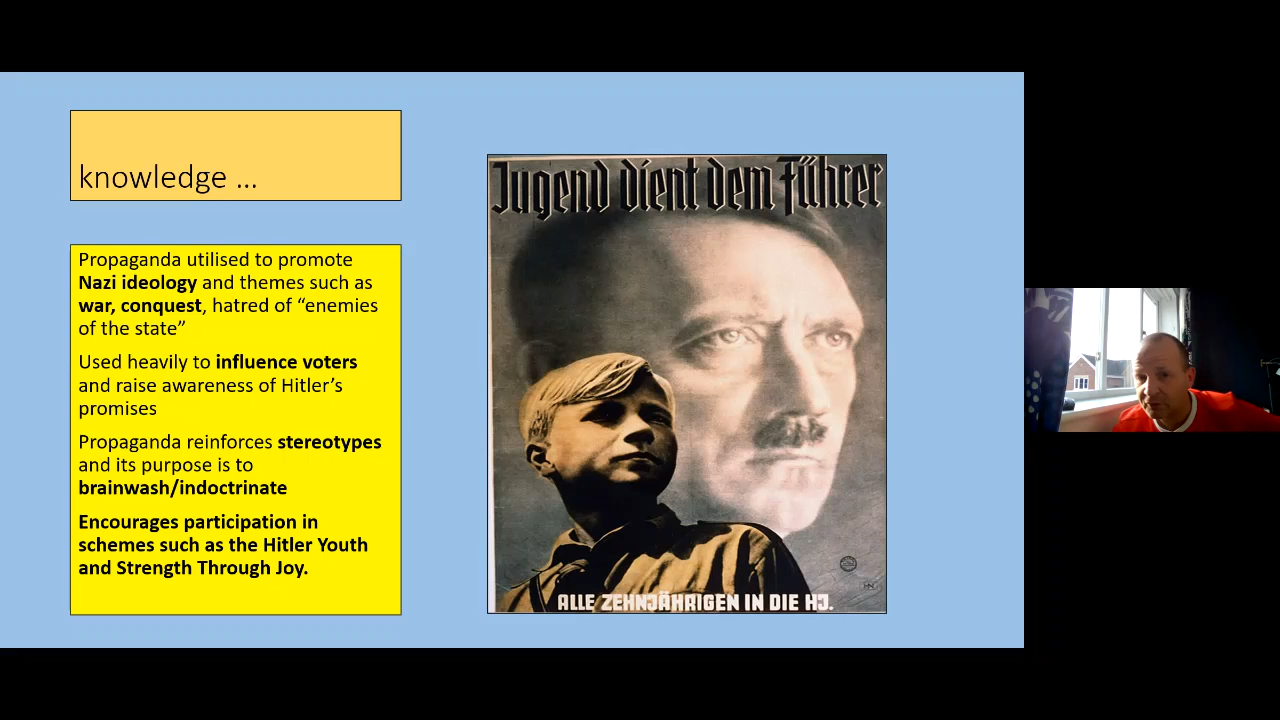 knowledge ...
Propaganda utilised to promote
Nazi ideology and themes such as
war, conquest, hatred of “enemies
of the state”
Used heavily to influence voters
and raise awareness of Hitler’s
promises
Propaganda reinforces stereotypes
and its purpose is to
brainwash/indoctrinate
Encourages participation in
schemes such as the Hitler Youth
and Strength Through Joy.
Jugend dient dem Führer
ALLE ZEHNJÄHRIGEN IN DIE HJ.